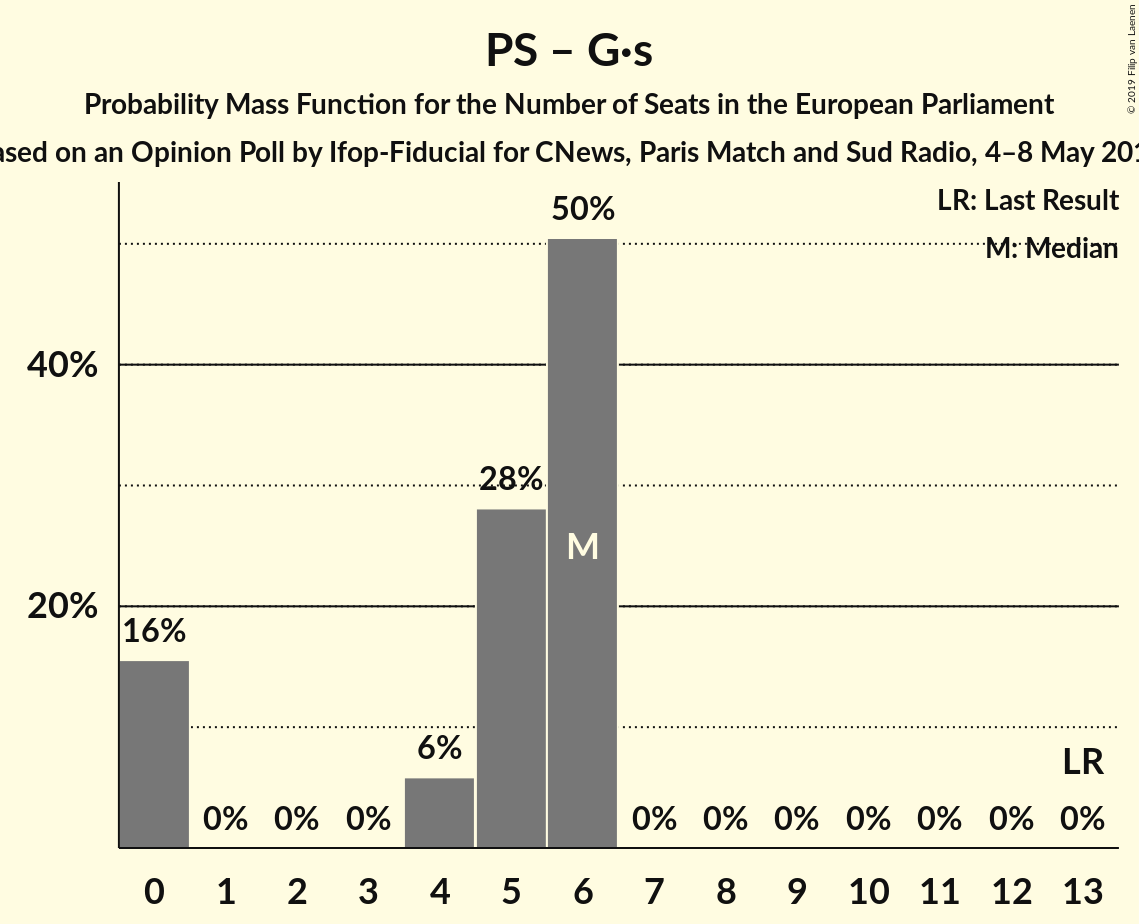 © 2019 Filip van Laenen
PS – G·s
Probability Mass Function for the Number of Seats in the European Parliament
on an Opinion Poll by Ifop-Fiducial for CNews, Paris Match and Sud Radio, 4–8 May
LR: Last Result
M: Median
50%
40%
28%
M
20%
16%
6%
LR
0% 0% 0% 0% 0% 0% 0% 0% 0% 0%
0 1 2 3 4 5 6 7 8 9 10 11 12 13